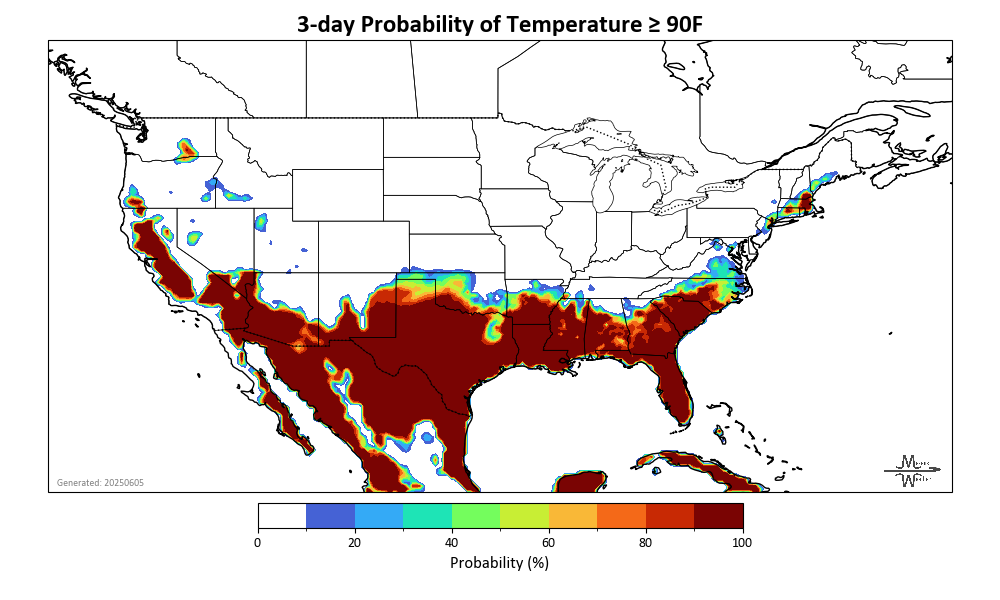 3-day Probability of Temperature ≥ 90F
Generated: 20250605
0 20 40 60 80 100
Probability (%)